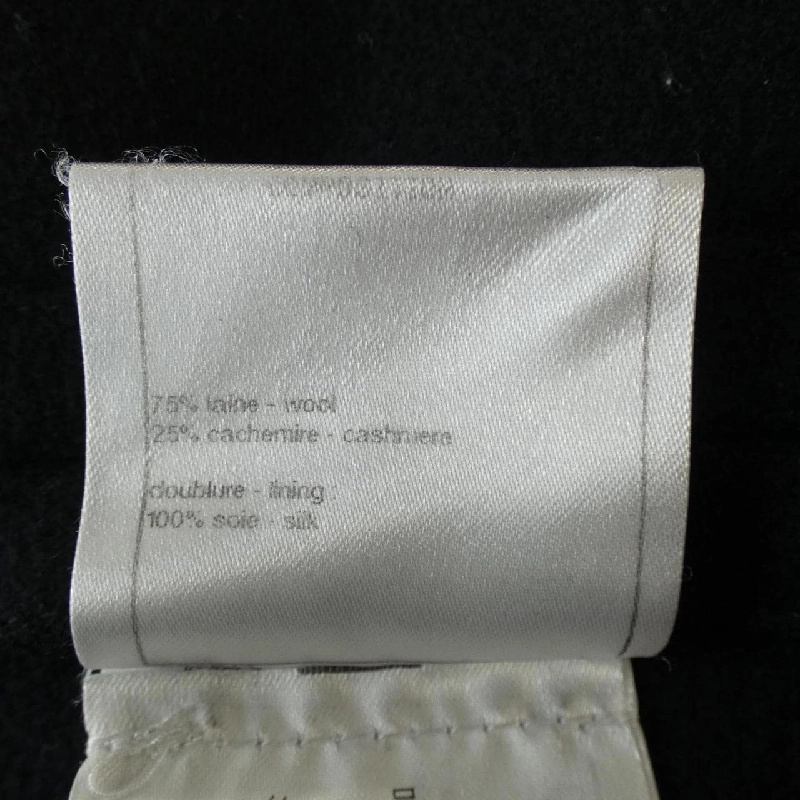 75% laine - wool
25% cachemire - cashmere
doublure - lining :
100% soie - silk